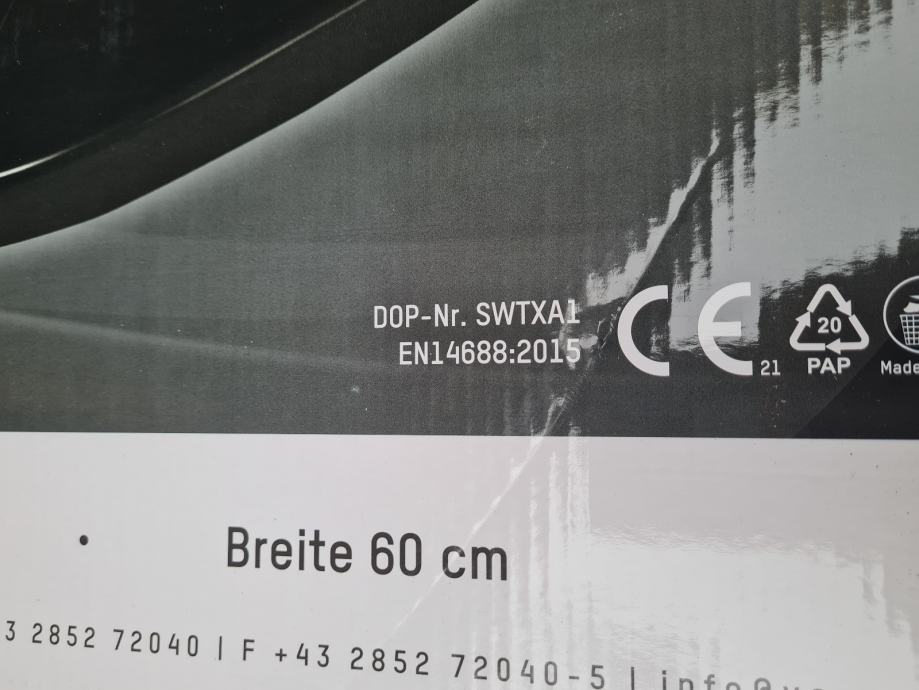 DOP-Nr. SWTXA1
EN14688:2015
CE 21
20
PAP
Made
Breite 60 cm
3 2852 72040 | F +43 2852 72040-5 |